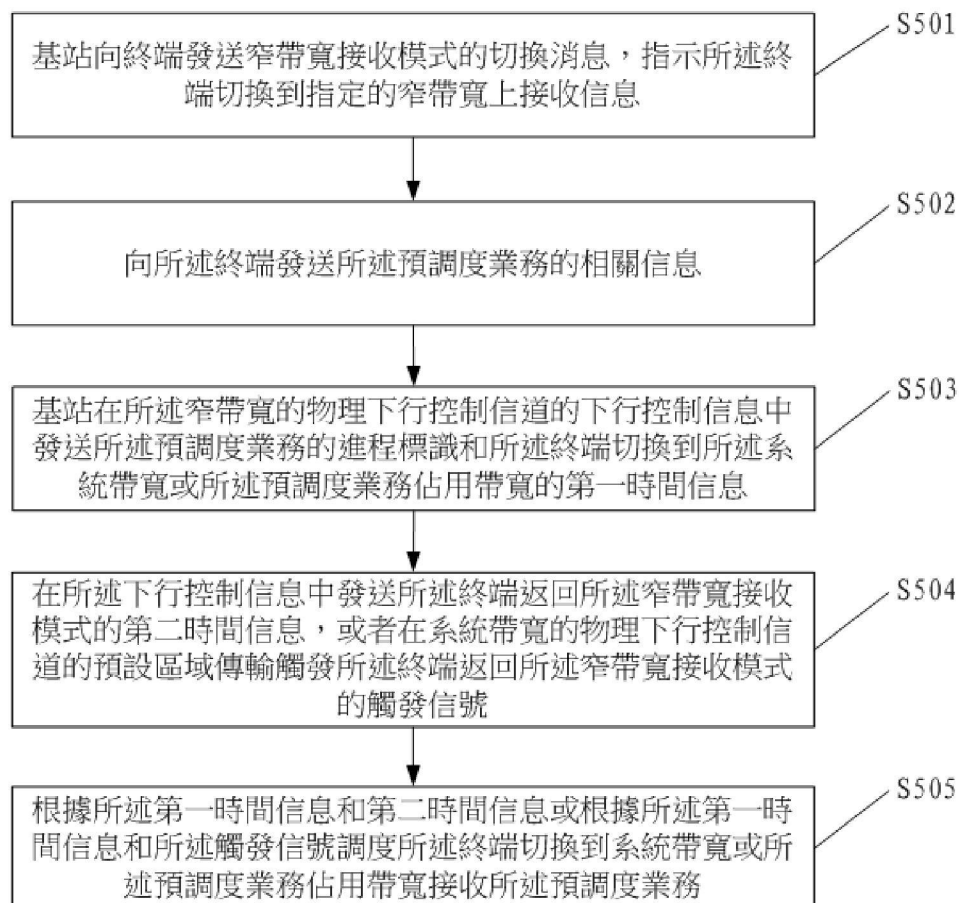 S501
基站向終端發送窄帶寬接收模式的切換消息，指示所述終
端切換到指定的窄帶寬上接收信息
S502
向所述終端發送所述預調度業務的相關信息
S503
基站在所述窄帶寬的物理下行控制信道的下行控制信息中
發送所述預調度業務的進程標識和所述終端切換到所述系
統帶寬或所述預調度業務佔用帶寬的第一時間信息
S504
在所述下行控制信息中發送所述終端返回所述窄帶寬接收
模式的第二時間信息，或者在系統帶寬的物理下行控制信
道的預設區域傳輸觸發所述終端返回所述窄帶寬接收模式
的觸發信號
S505
根據所述第一時間信息和第二時間信息或根據所述第一時
間信息和所述觸發信號調度所述終端切換到系統帶寬或所
述預調度業務佔用帶寬接收所述預調度業務